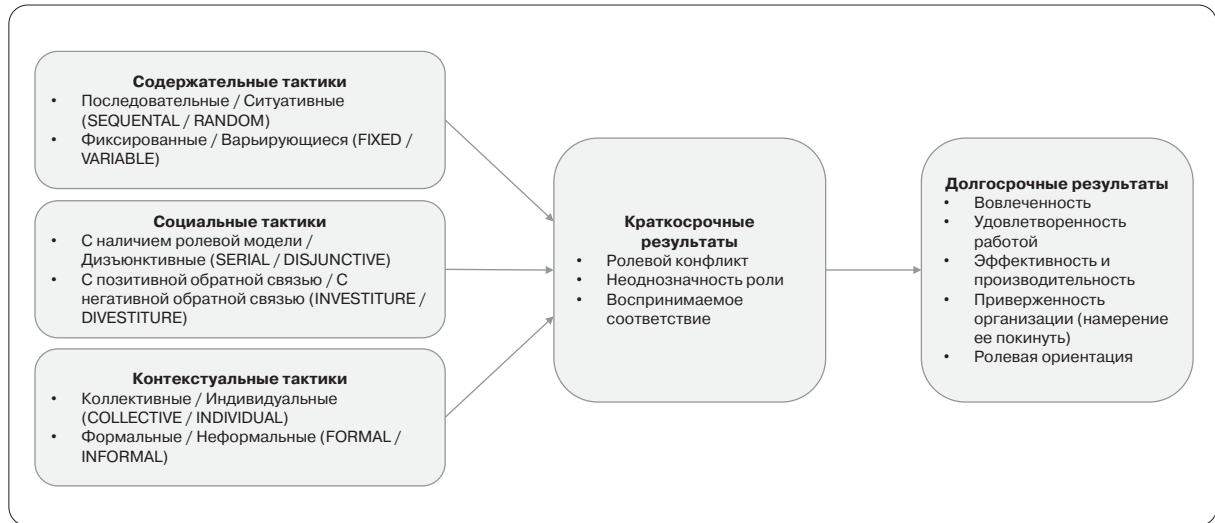 Содержательные тактики
• Последовательные / Ситуативные
(SEQUENTAL / RANDOM)
• Фиксированные / Варьирующиеся (FIXED /
VARIABLE)
Социальные тактики
• С наличием ролевой модели /
Дизъюнктивные (SERIAL / DISJUNCTIVE)
• С позитивной обратной связью / С
негативной обратной связью (INVESTITURE /
DIVESTITURE)
Контекстуальные тактики
• Коллективные / Индивидуальные
(COLLECTIVE / INDIVIDUAL)
• Формальные / Неформальные (FORMAL /
INFORMAL)
Краткосрочные
результаты
• Ролевой конфликт
• Неоднозначность роли
• Воспринимаемое
соответствие
Долгосрочные результаты
• Вовлеченность
• Удовлетворенность
работой
• Эффективность и
производительность
• Приверженность
организации (намерение
ее покинуть)
• Ролевая ориентация